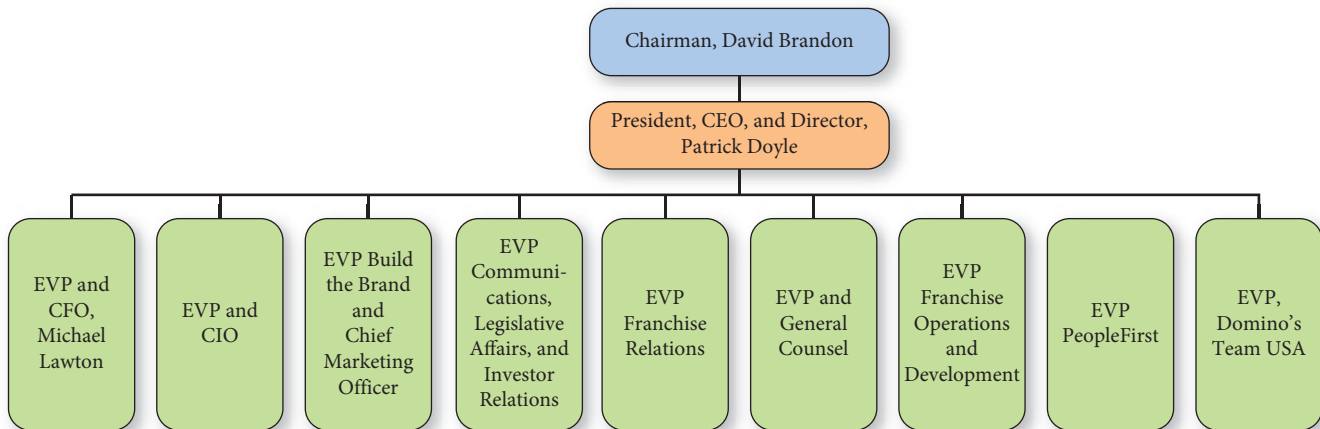 Chairman, David Brandon
President, CEO, and Director,
Patrick Doyle
EVP and
CFO,
Michael
Lawton
EVP and
CIO
EVP Build
the Brand
and
Chief
Marketing
Officer
EVP
Communi-
cations,
Legislative
Affairs, and
Investor
Relations
EVP
Franchise
Relations
EVP and
General
Counsel
EVP
Franchise
Operations
and
Development
EVP
PeopleFirst
EVP,
Domino’s
Team USA